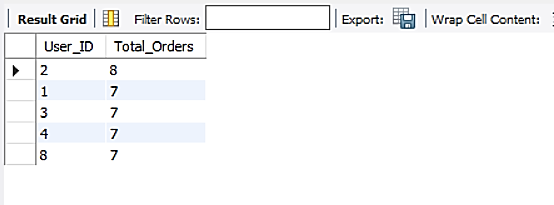 Result Grid Filter Rows: Export: Wrap Cell Content:
User_ID Total_Orders
2 8
1 7
3 7
4 7
8 7